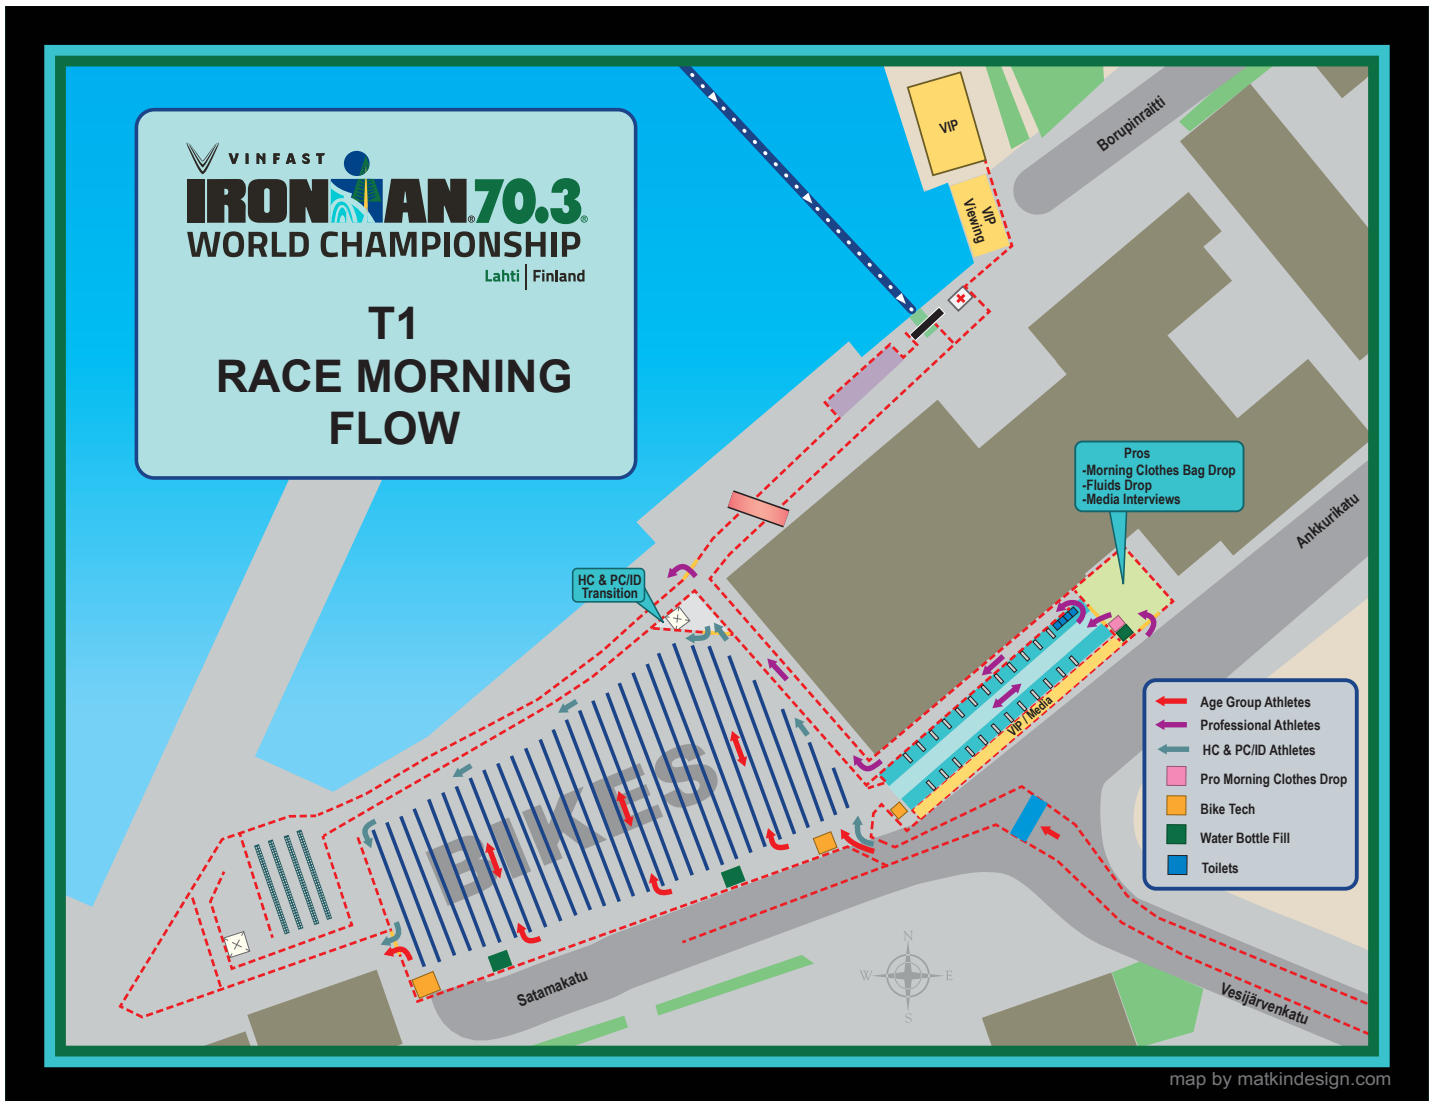 VINFAST
IRONMAN® 70.3®
WORLD CHAMPIONSHIP
Lahti | Finland
T1
RACE MORNING
FLOW
VIP
VIP
Viewing
Borupinraitti
Pros
-Morning Clothes Bag Drop
-Fluids Drop
-Media Interviews
Ankkurikatu
HC & PC/ID
Transition
VIP / Media
BIKES
Age Group Athletes
Professional Athletes
HC & PC/ID Athletes
Pro Morning Clothes Drop
Bike Tech
Water Bottle Fill
Toilets
N
W
E
S
Satamakatu
Vesijärvenkatu
map by matkindesign.com